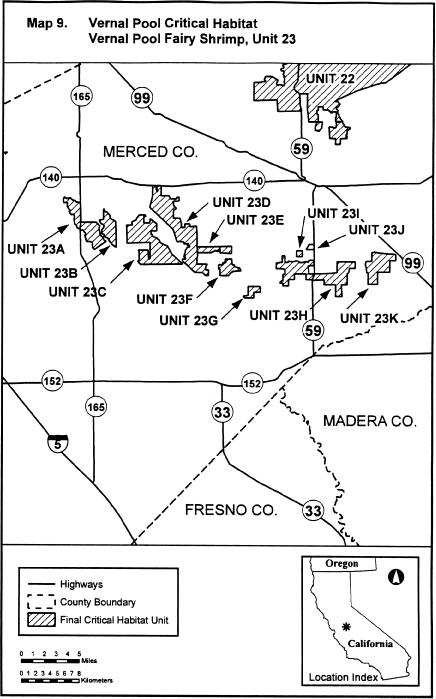 Map 9. Vernal Pool Critical Habitat
Vernal Pool Fairy Shrimp, Unit 23
UNIT 22
165
99
59
MERCED CO.
140
140
UNIT 23D
UNIT 23E
UNIT 23I
UNIT 23J
UNIT 23A
UNIT 23B
UNIT 23C
UNIT 23F
UNIT 23G
UNIT 23H
UNIT 23K
99
59
152
152
165
33
MADERA CO.
5
FRESNO CO.
33
Highways
County Boundary
Final Critical Habitat Unit
0 1 2 3 4 5
Miles
0 1 2 3 4 5 6 7 8
Kilometers
Oregon
California
Location Index